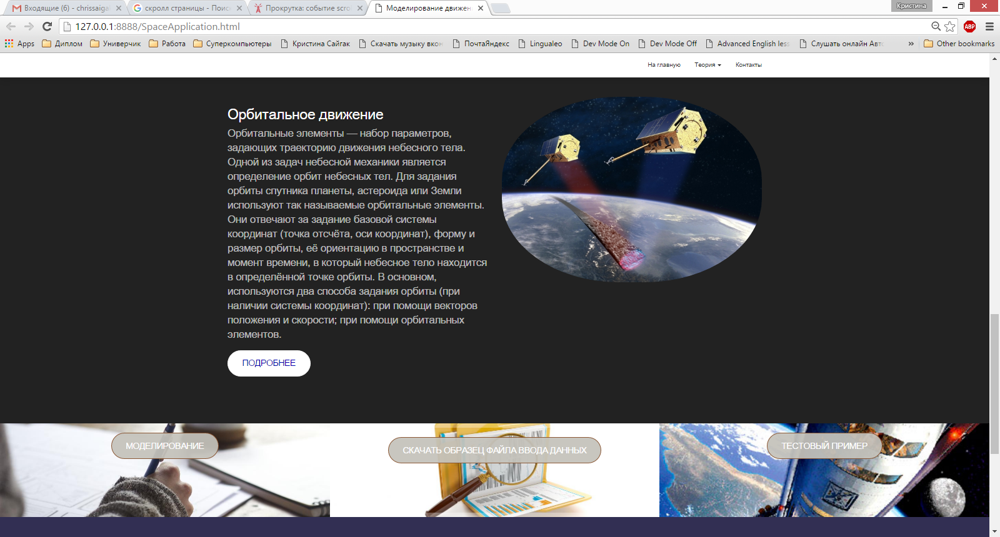 Входящие (6) - chrissaiga
скролл страницы - Поис
Прокрутка: событие scro
Моделирование движен
Кристина
127.0.0.1:8888/SpaceApplication.html
ABP
Apps
Диплом
Универчик
Работа
Суперкомпьютеры
Кристина Сайгак
Скачать музыку вкон
ПочтаЯндекс
Lingualeo
Dev Mode On
Dev Mode Off
Advanced English less
Слушать онлайн Авто
»
Other bookmarks
На главную
Теория
Контакты
Орбитальное движение
Орбитальные элементы — набор параметров,
задающих траекторию движения небесного тела.
Одной из задач небесной механики является
определение орбит небесных тел. Для задания
орбиты спутника планеты, астероида или Земли
используют так называемые орбитальные элементы.
Они отвечают за задание базовой системы
координат (точка отсчёта, оси координат), форму и
размер орбиты, её ориентацию в пространстве и
момент времени, в который небесное тело находится
в определённой точке орбиты. В основном,
используются два способа задания орбиты (при
наличии системы координат): при помощи векторов
положения и скорости; при помощи орбитальных
элементов.
ПОДРОБНЕЕ
МОДЕЛИРОВАНИЕ
СКАЧАТЬ ОБРАЗЕЦ ФАЙЛА ВВОДА ДАННЫХ
ТЕСТОВЫЙ ПРИМЕР